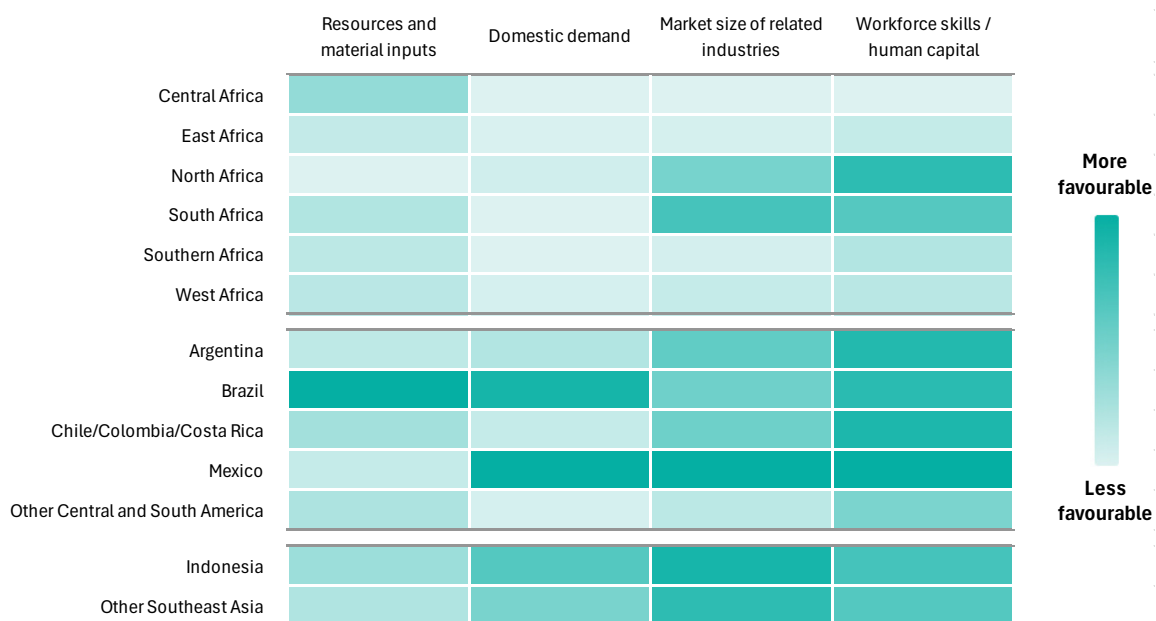 Resources and
material inputs
Domestic demand
Market size of related
industries
Workforce skills /
human capital
Central Africa
East Africa
North Africa
South Africa
Southern Africa
West Africa
Argentina
Brazil
Chile/Colombia/Costa Rica
Mexico
Other Central and South America
Indonesia
Other Southeast Asia
More
favourable
Less
favourable